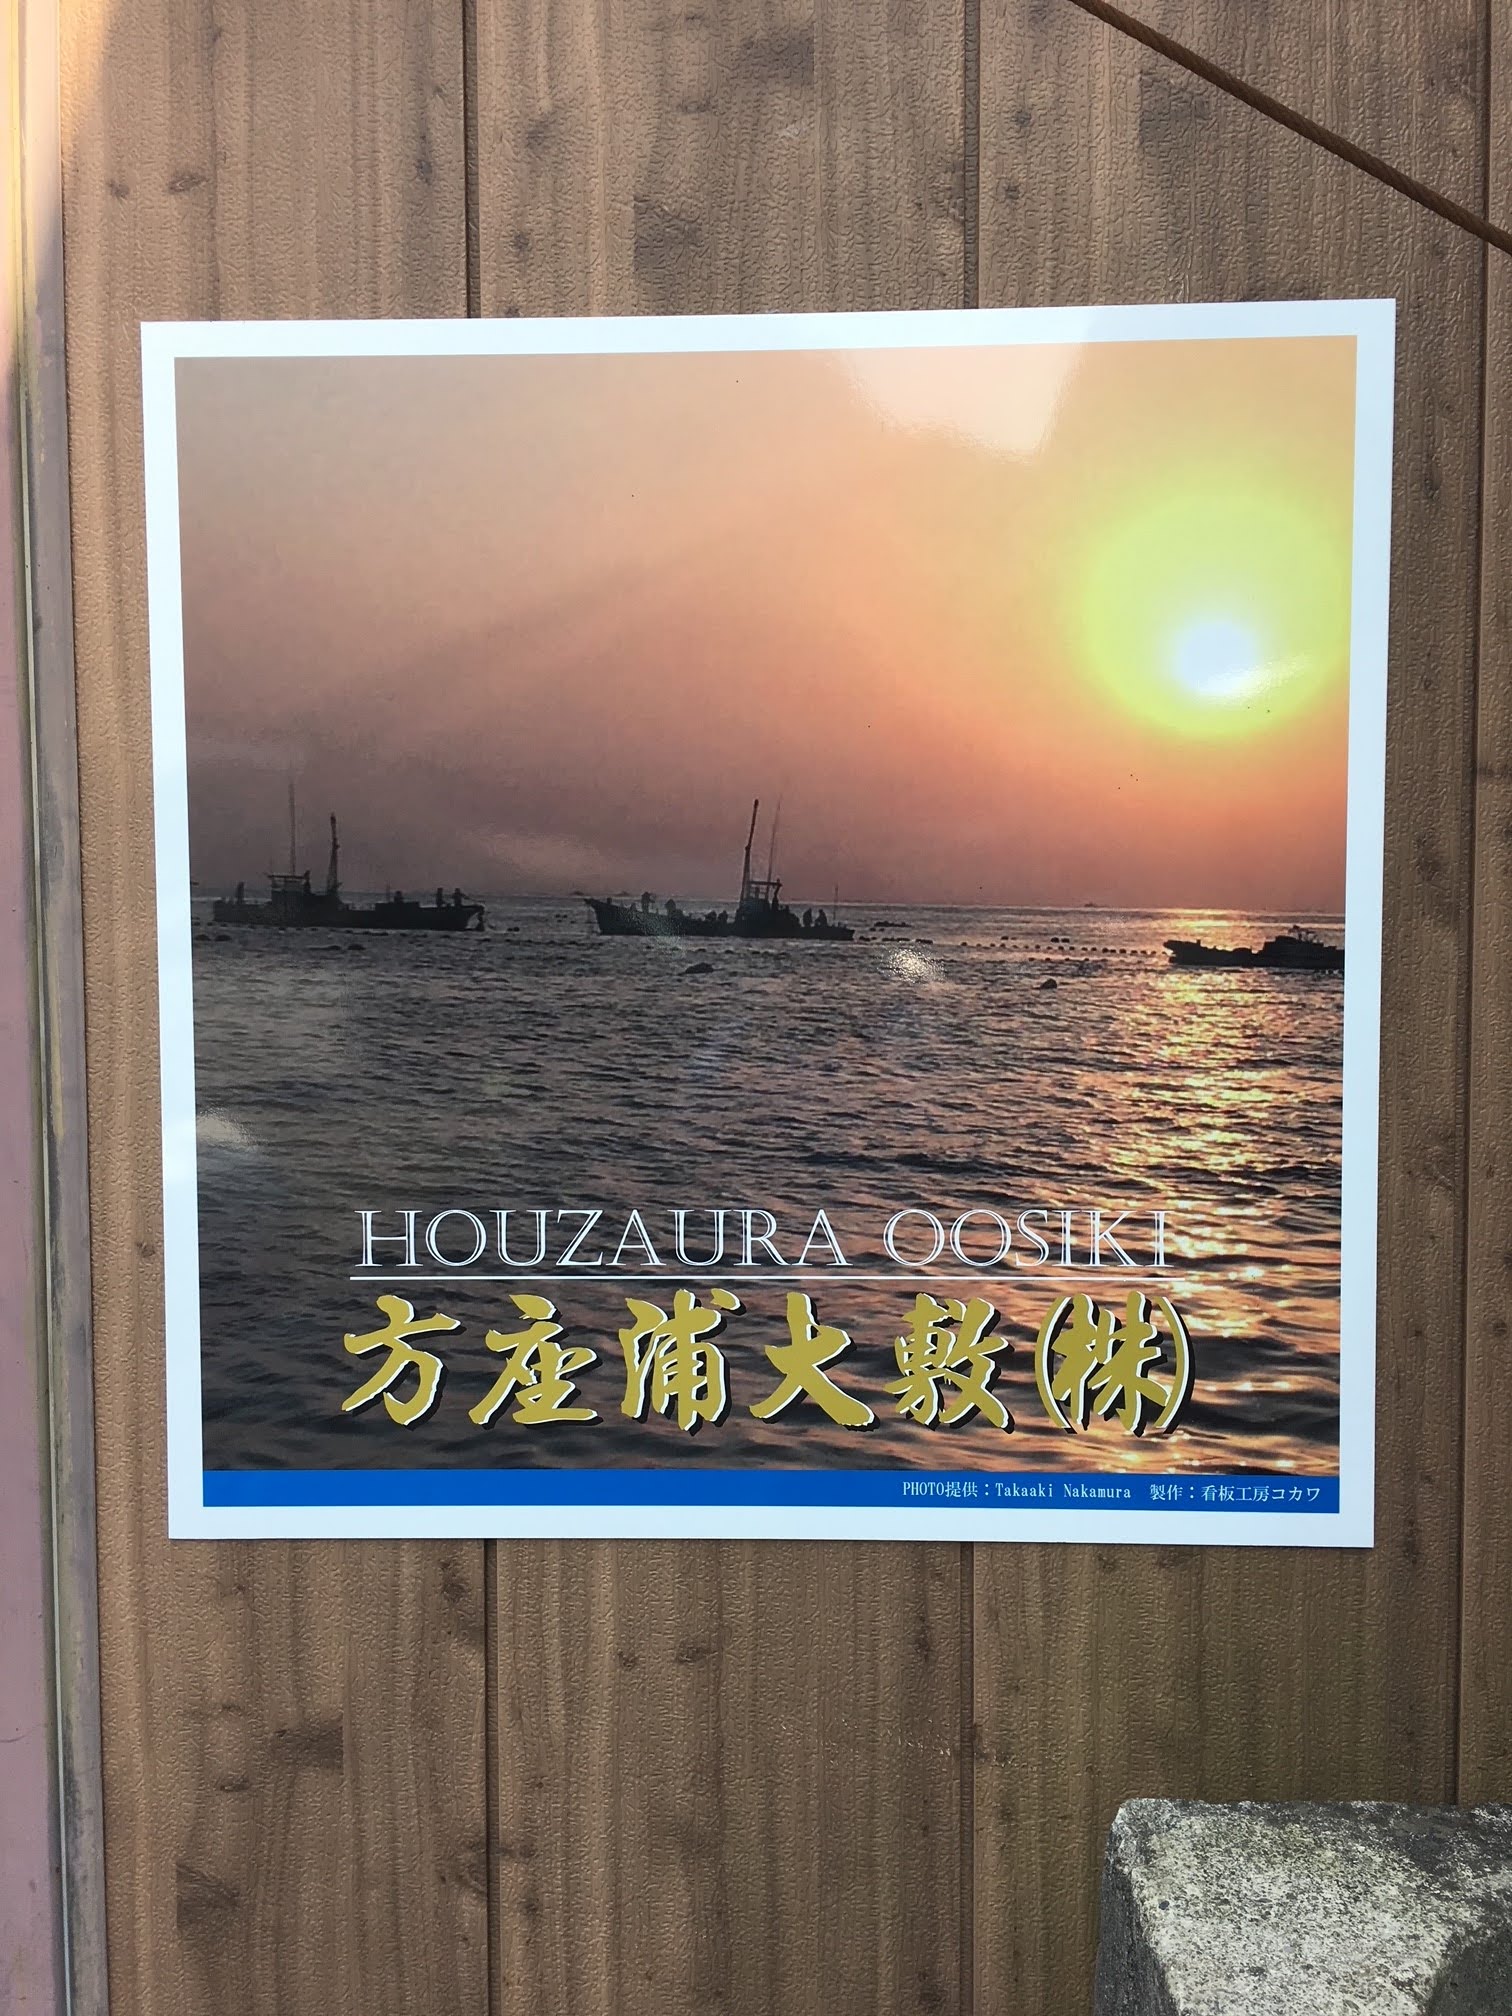 HOUZAURA OOSIKI
方座浦大敷(株)
PHOTO提供：Takaaki Nakamura　製作：看板工房コカワ